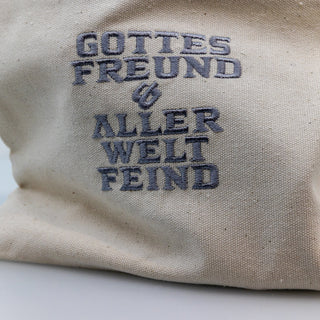 GOTTES
FREUND
&
ALLER
WELT
FEIND